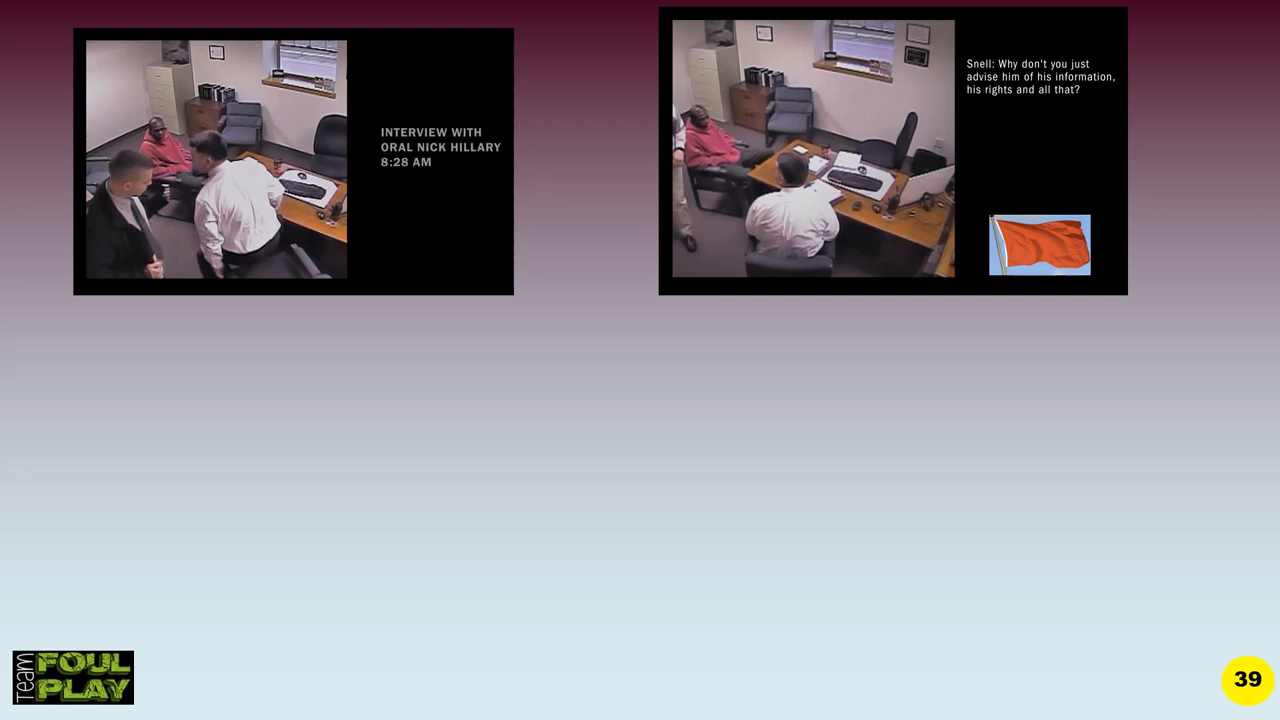 INTERVIEW WITH
ORAL NICK HILLARY
8:28 AM
Snell: Why don't you just
advise him of his information,
his rights and all that?
Team
FOUL
PLAY
39